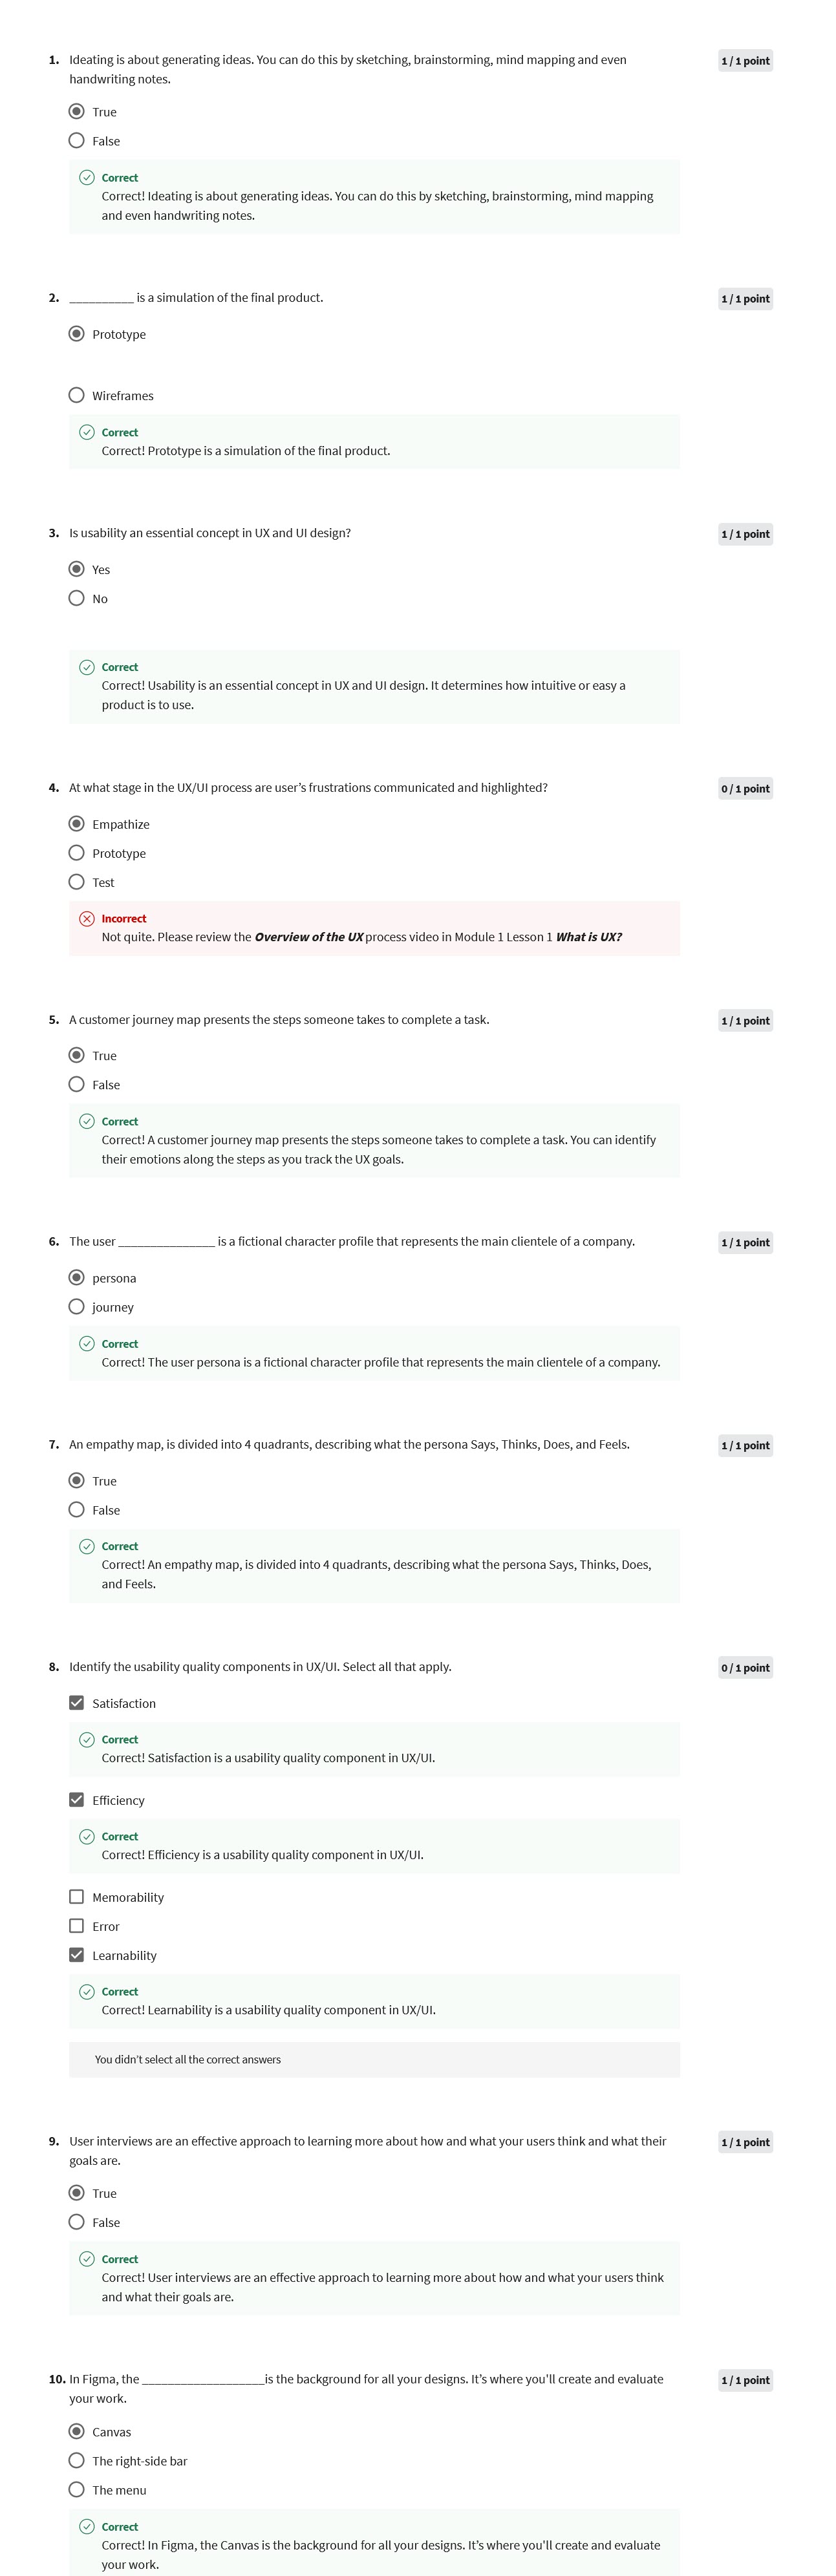 1. Ideating is about generating ideas. You can do this by sketching, brainstorming, mind mapping and even
handwriting notes.
1 / 1 point
True
False
Correct
Correct! Ideating is about generating ideas. You can do this by sketching, brainstorming, mind mapping
and even handwriting notes.
2. __________ is a simulation of the final product.
1 / 1 point
Prototype
Wireframes
Correct
Correct! Prototype is a simulation of the final product.
3. Is usability an essential concept in UX and UI design?
1 / 1 point
Yes
No
Correct
Correct! Usability is an essential concept in UX and UI design. It determines how intuitive or easy a
product is to use.
4. At what stage in the UX/UI process are user’s frustrations communicated and highlighted?
0 / 1 point
Empathize
Prototype
Test
Incorrect
Not quite. Please review the Overview of the UX process video in Module 1 Lesson 1 What is UX?
5. A customer journey map presents the steps someone takes to complete a task.
1 / 1 point
True
False
Correct
Correct! A customer journey map presents the steps someone takes to complete a task. You can identify
their emotions along the steps as you track the UX goals.
6. The user _______________ is a fictional character profile that represents the main clientele of a company.
1 / 1 point
persona
journey
Correct
Correct! The user persona is a fictional character profile that represents the main clientele of a company.
7. An empathy map, is divided into 4 quadrants, describing what the persona Says, Thinks, Does, and Feels.
1 / 1 point
True
False
Correct
Correct! An empathy map, is divided into 4 quadrants, describing what the persona Says, Thinks, Does,
and Feels.
8. Identify the usability quality components in UX/UI. Select all that apply.
0 / 1 point
Satisfaction
Correct
Correct! Satisfaction is a usability quality component in UX/UI.
Efficiency
Correct
Correct! Efficiency is a usability quality component in UX/UI.
Memorability
Error
Learnability
Correct
Correct! Learnability is a usability quality component in UX/UI.
You didn’t select all the correct answers
9. User interviews are an effective approach to learning more about how and what your users think and what their
goals are.
1 / 1 point
True
False
Correct
Correct! User interviews are an effective approach to learning more about how and what your users think
and what their goals are.
10. In Figma, the ___________________is the background for all your designs. It’s where you'll create and evaluate
your work.
1 / 1 point
Canvas
The right-side bar
The menu
Correct
Correct! In Figma, the Canvas is the background for all your designs. It’s where you'll create and evaluate
your work.